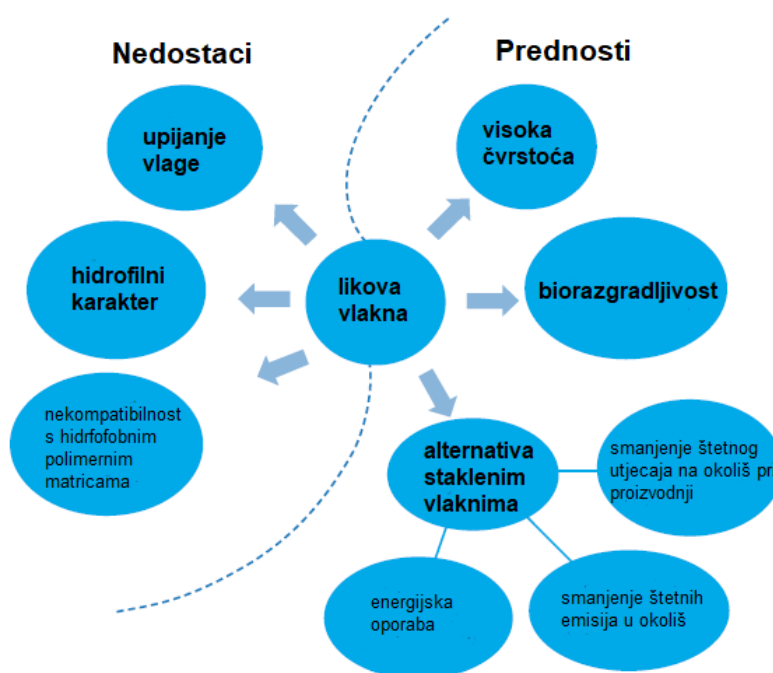 Nedostaci
Prednosti
upijanje
vlage
visoka
čvrstoća
hidrofilni
karakter
likova
vlakna
biorazgradljivost
nekompatibilnost
s hidrfofobnim
polimernim
matricama
alternativa
staklenim
vlaknima
smanjenje štetnog
utjecaja na okoliš pri
proizvodnji
energijska
oporaba
smanjenje štetnih
emisija u okoliš